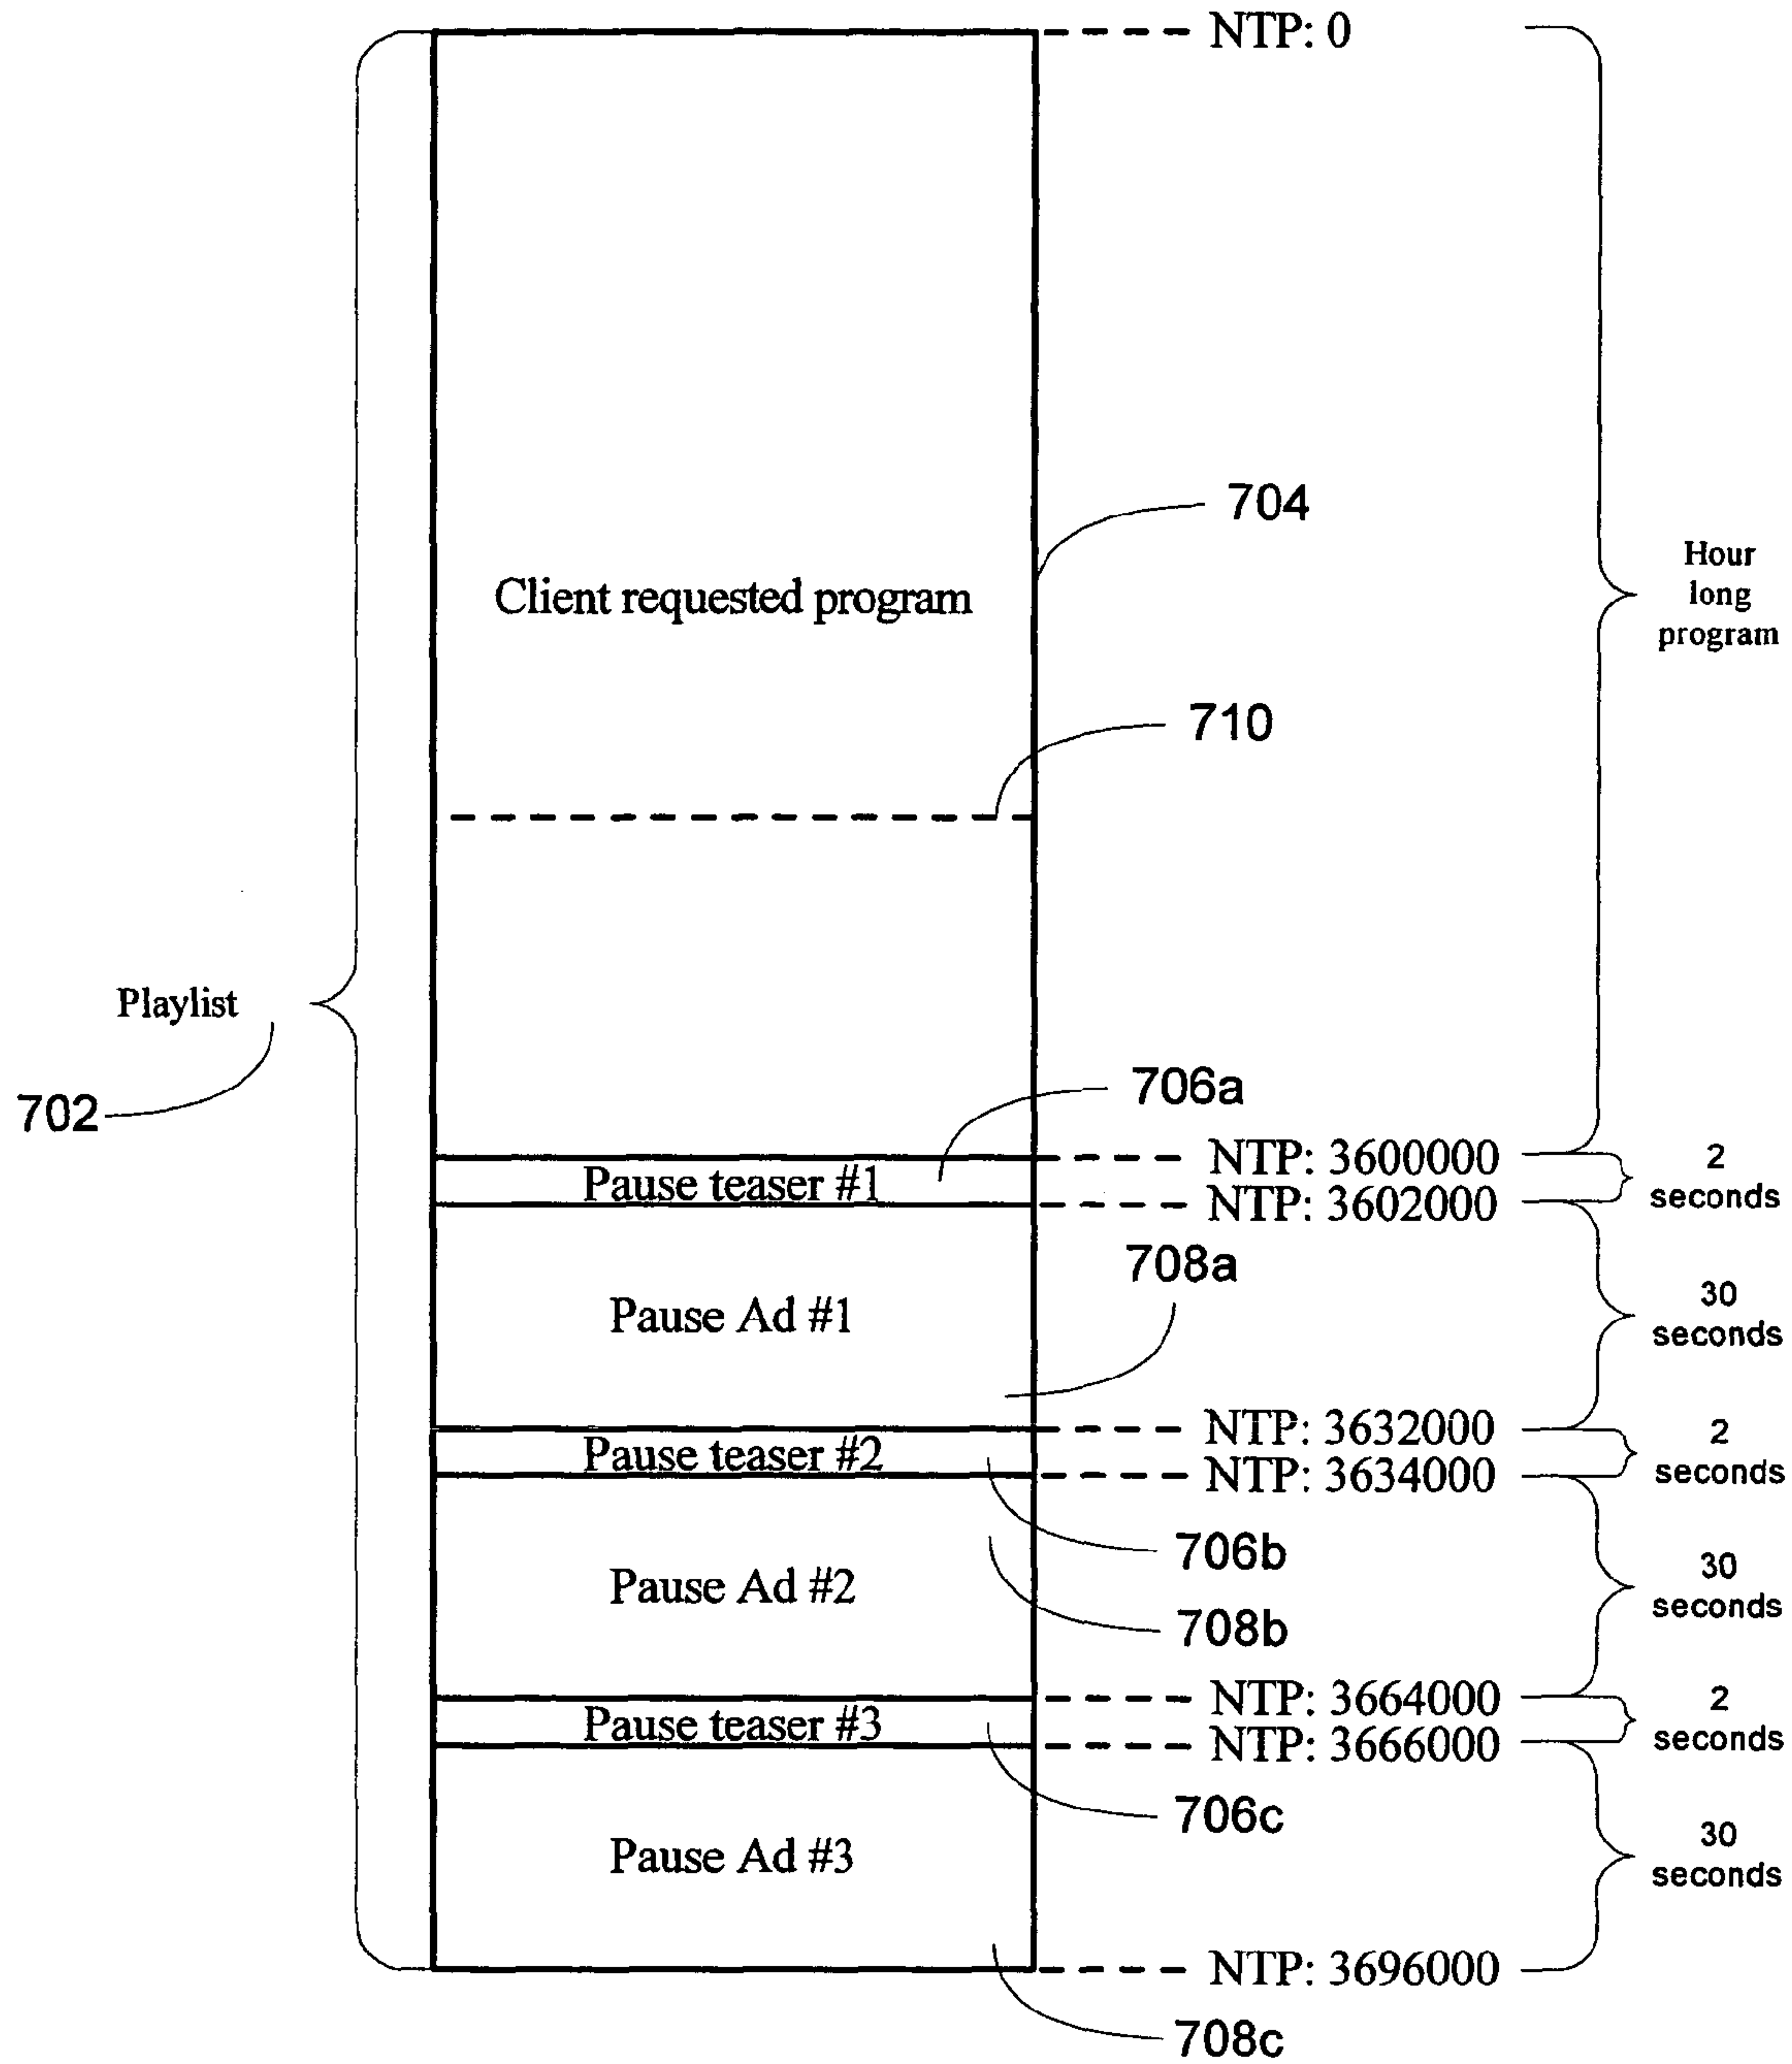 NTP: 0
704
Hour
long
program
Client requested program
710
Playlist
702
706a
NTP: 3600000
2
seconds
Pause teaser #1
NTP: 3602000
708a
Pause Ad #1
30
seconds
NTP: 3632000
2
seconds
Pause teaser #2
NTP: 3634000
706b
Pause Ad #2
30
seconds
708b
NTP: 3664000
2
seconds
Pause teaser #3
NTP: 3666000
706c
Pause Ad #3
30
seconds
NTP: 3696000
708c